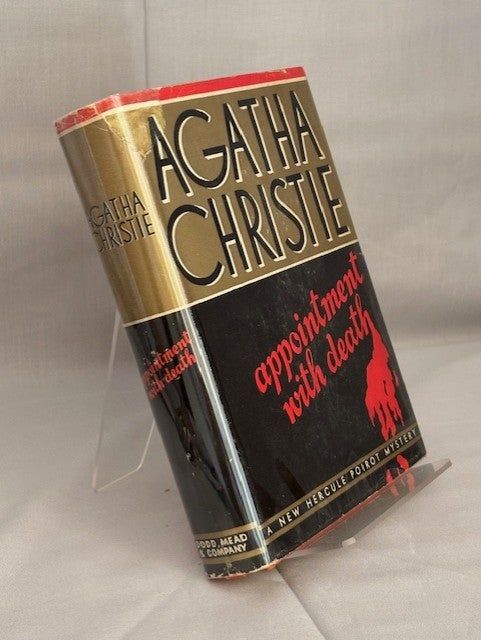 AGATHA
CHRISTIE
appointment
with death
A NEW HERCULE POIROT MYSTERY
AGATHA
CHRISTIE
appointment
with death
DODD, MEAD
& COMPANY